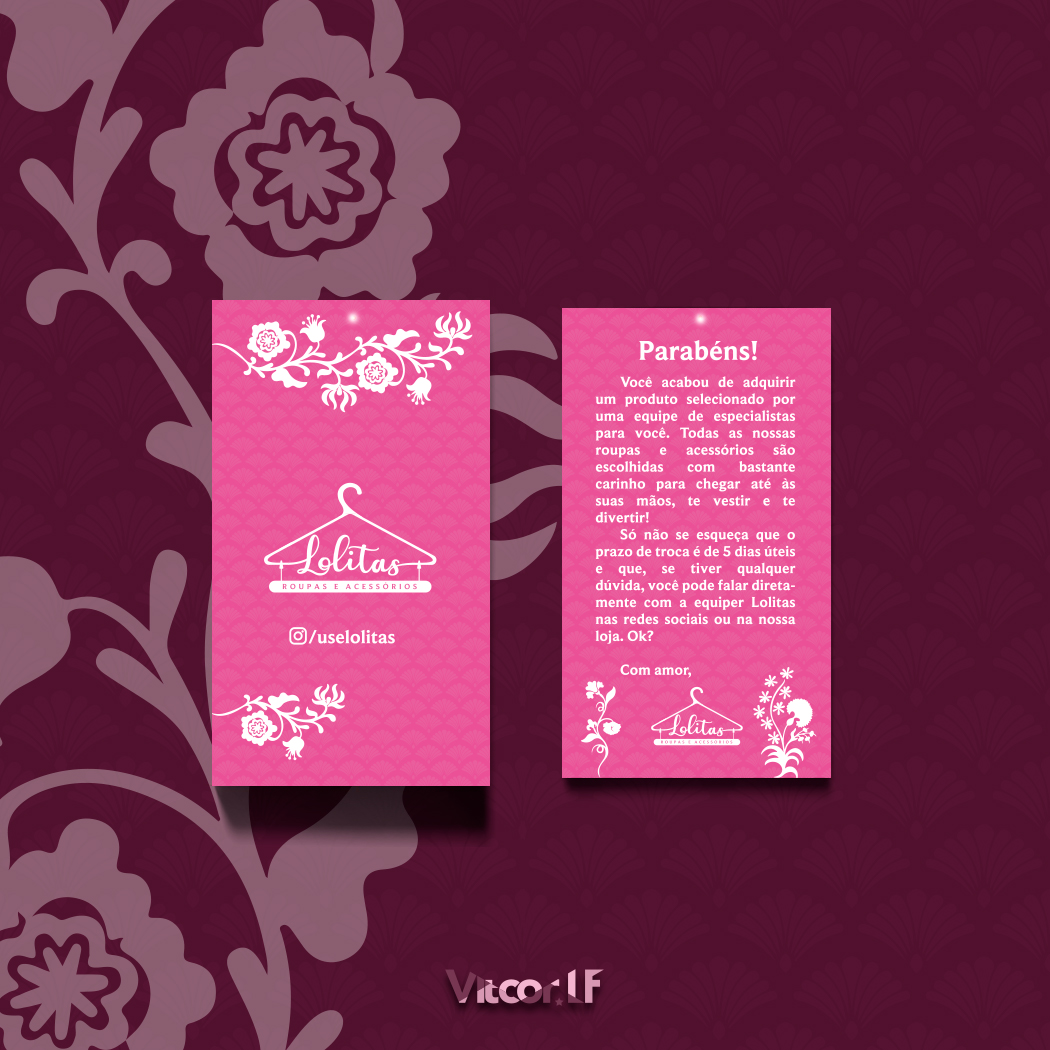 Lolitas
ROUPAS E ACESSÓRIOS
/uselolitas
Parabéns!
Você acabou de adquirir
um produto selecionado por
uma equipe de especialistas
para você. Todas as nossas
roupas e acessórios são
escolhidas com bastante
carinho para chegar até às
suas mãos, te vestir e te
divertir!
Só não se esqueça que o
prazo de troca é de 5 dias úteis
e que, se tiver qualquer
dúvida, você pode falar direta-
mente com a equiper Lolitas
nas redes sociais ou na nossa
loja. Ok?
Com amor,
Lolitas
ROUPAS E ACESSÓRIOS
Vitcor.LF